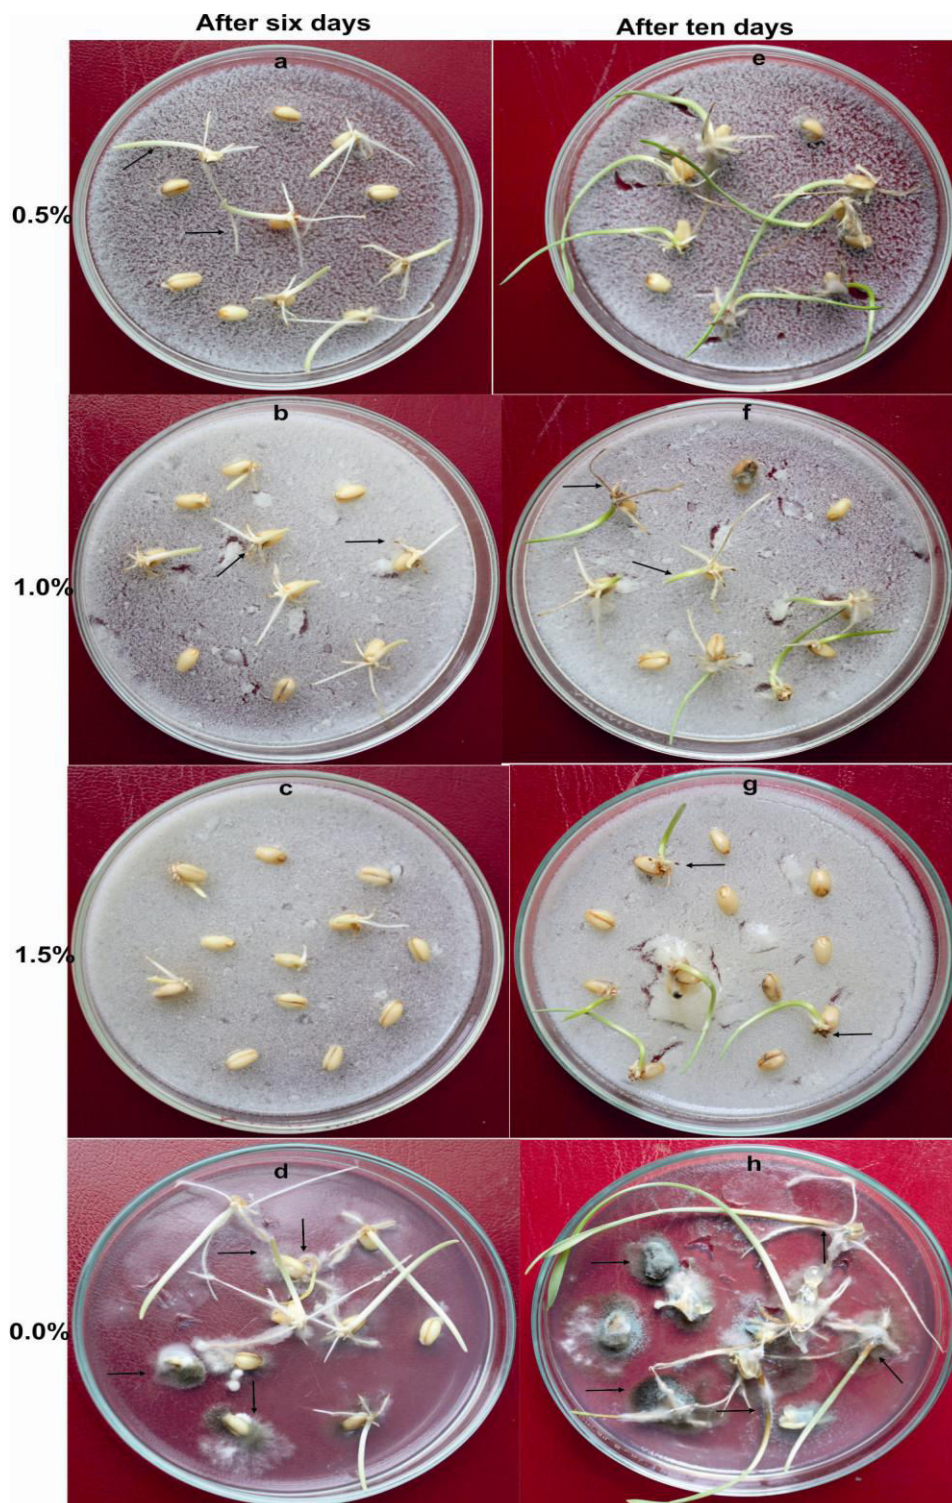 After six days
After ten days
a
e
0.5%
b
f
1.0%
c
g
1.5%
d
h
0.0%